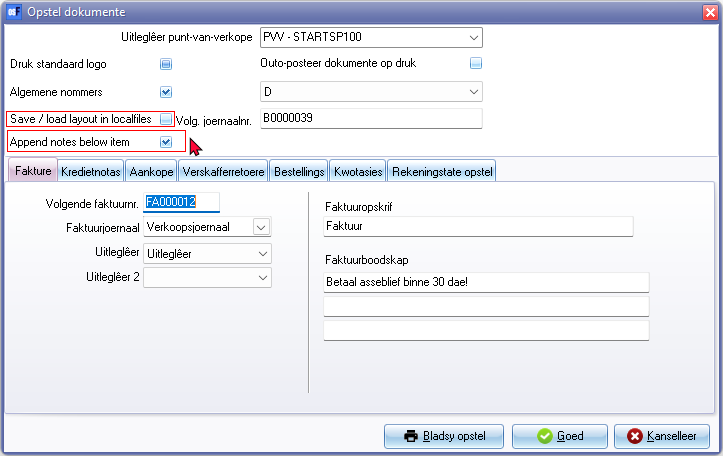 Opstel dokumente
Uitleglêer punt-van-verkope PVV - STARTSP100
Druk standaard logo Outo-posteer dokumente op druk
Algemene nommers D
Save / load layout in localfiles Volg. joernaalnr. B0000039
Append notes below item
Fakture Kredietnotas Aankope Verskafferretoere Bestellings Kwotasies Rekeningstate opstel
Volgende faktuurnr. FA000012
Faktuurjoernaal Verkoopsjoernaal
Uitleglêer Uitleglêer
Uitleglêer 2
Faktuuropskrif
Faktuur
Faktuurboodskap
Betaal asseblief binne 30 dae!
Bladsy opstel Goed Kanselleer